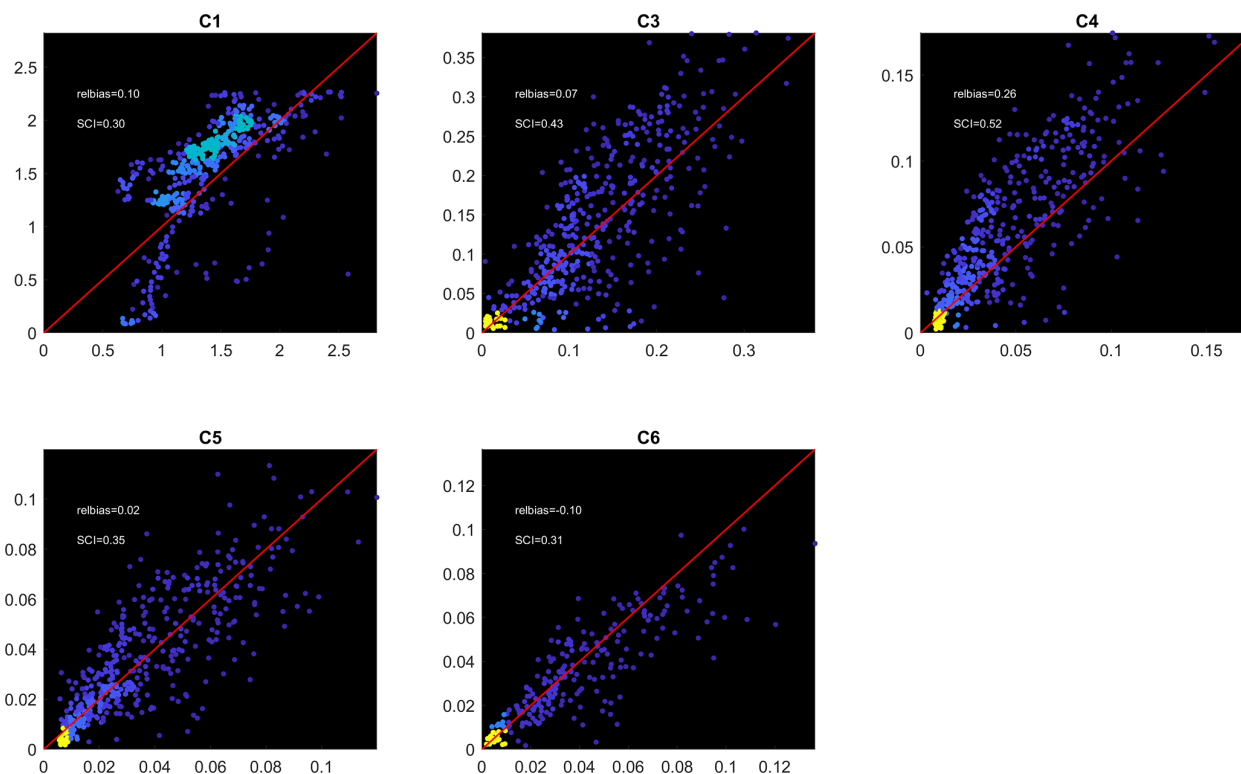 C1
2.5
2
1.5
1
0.5
0
relbias=0.10
SCI=0.30
0 0.5 1 1.5 2 2.5
C3
0.35
0.3
0.25
0.2
0.15
0.1
0.05
0
relbias=0.07
SCI=0.43
0 0.1 0.2 0.3
C4
0.15
0.1
0.05
0
relbias=0.26
SCI=0.52
0 0.05 0.1 0.15
C5
0.1
0.08
0.06
0.04
0.02
0
relbias=0.02
SCI=0.35
0 0.02 0.04 0.06 0.08 0.1
C6
0.12
0.1
0.08
0.06
0.04
0.02
0
relbias=-0.10
SCI=0.31
0 0.02 0.04 0.06 0.08 0.1 0.12